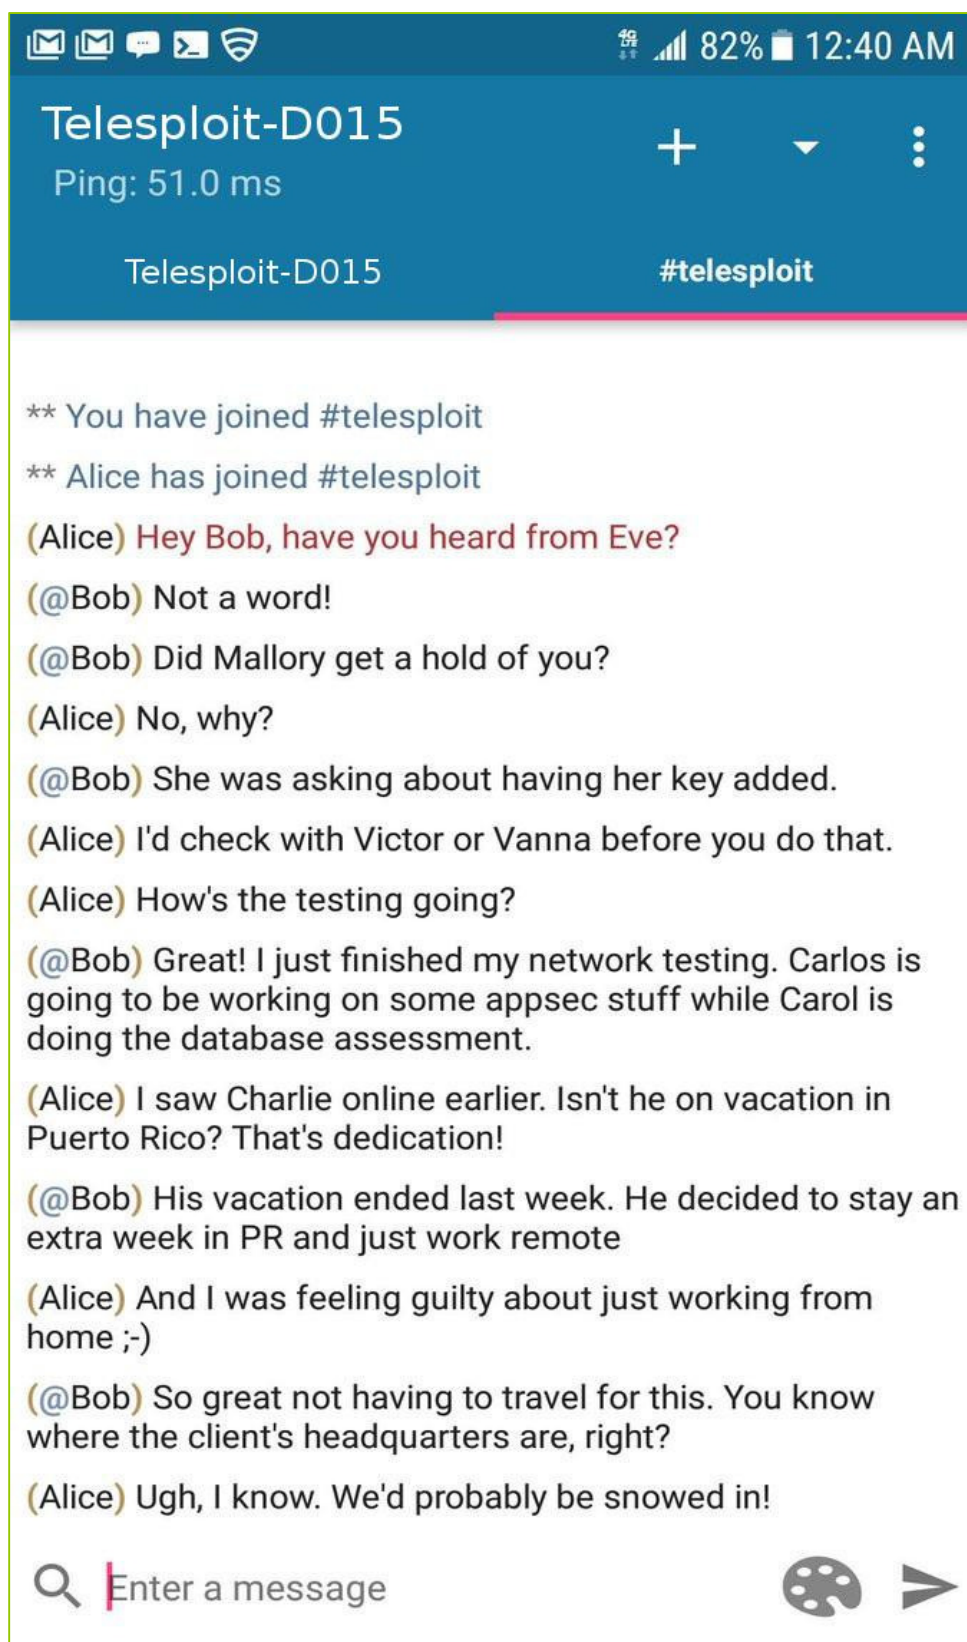 4G LTE 82% 12:40 AM
Telesploit-D015
Ping: 51.0 ms
Telesploit-D015 #telesploit
** You have joined #telesploit
** Alice has joined #telesploit
(Alice) Hey Bob, have you heard from Eve?
(@Bob) Not a word!
(@Bob) Did Mallory get a hold of you?
(Alice) No, why?
(@Bob) She was asking about having her key added.
(Alice) I'd check with Victor or Vanna before you do that.
(Alice) How's the testing going?
(@Bob) Great! I just finished my network testing. Carlos is
going to be working on some appsec stuff while Carol is
doing the database assessment.
(Alice) I saw Charlie online earlier. Isn't he on vacation in
Puerto Rico? That's dedication!
(@Bob) His vacation ended last week. He decided to stay an
extra week in PR and just work remote
(Alice) And I was feeling guilty about just working from
home ;-)
(@Bob) So great not having to travel for this. You know
where the client's headquarters are, right?
(Alice) Ugh, I know. We'd probably be snowed in!
Enter a message